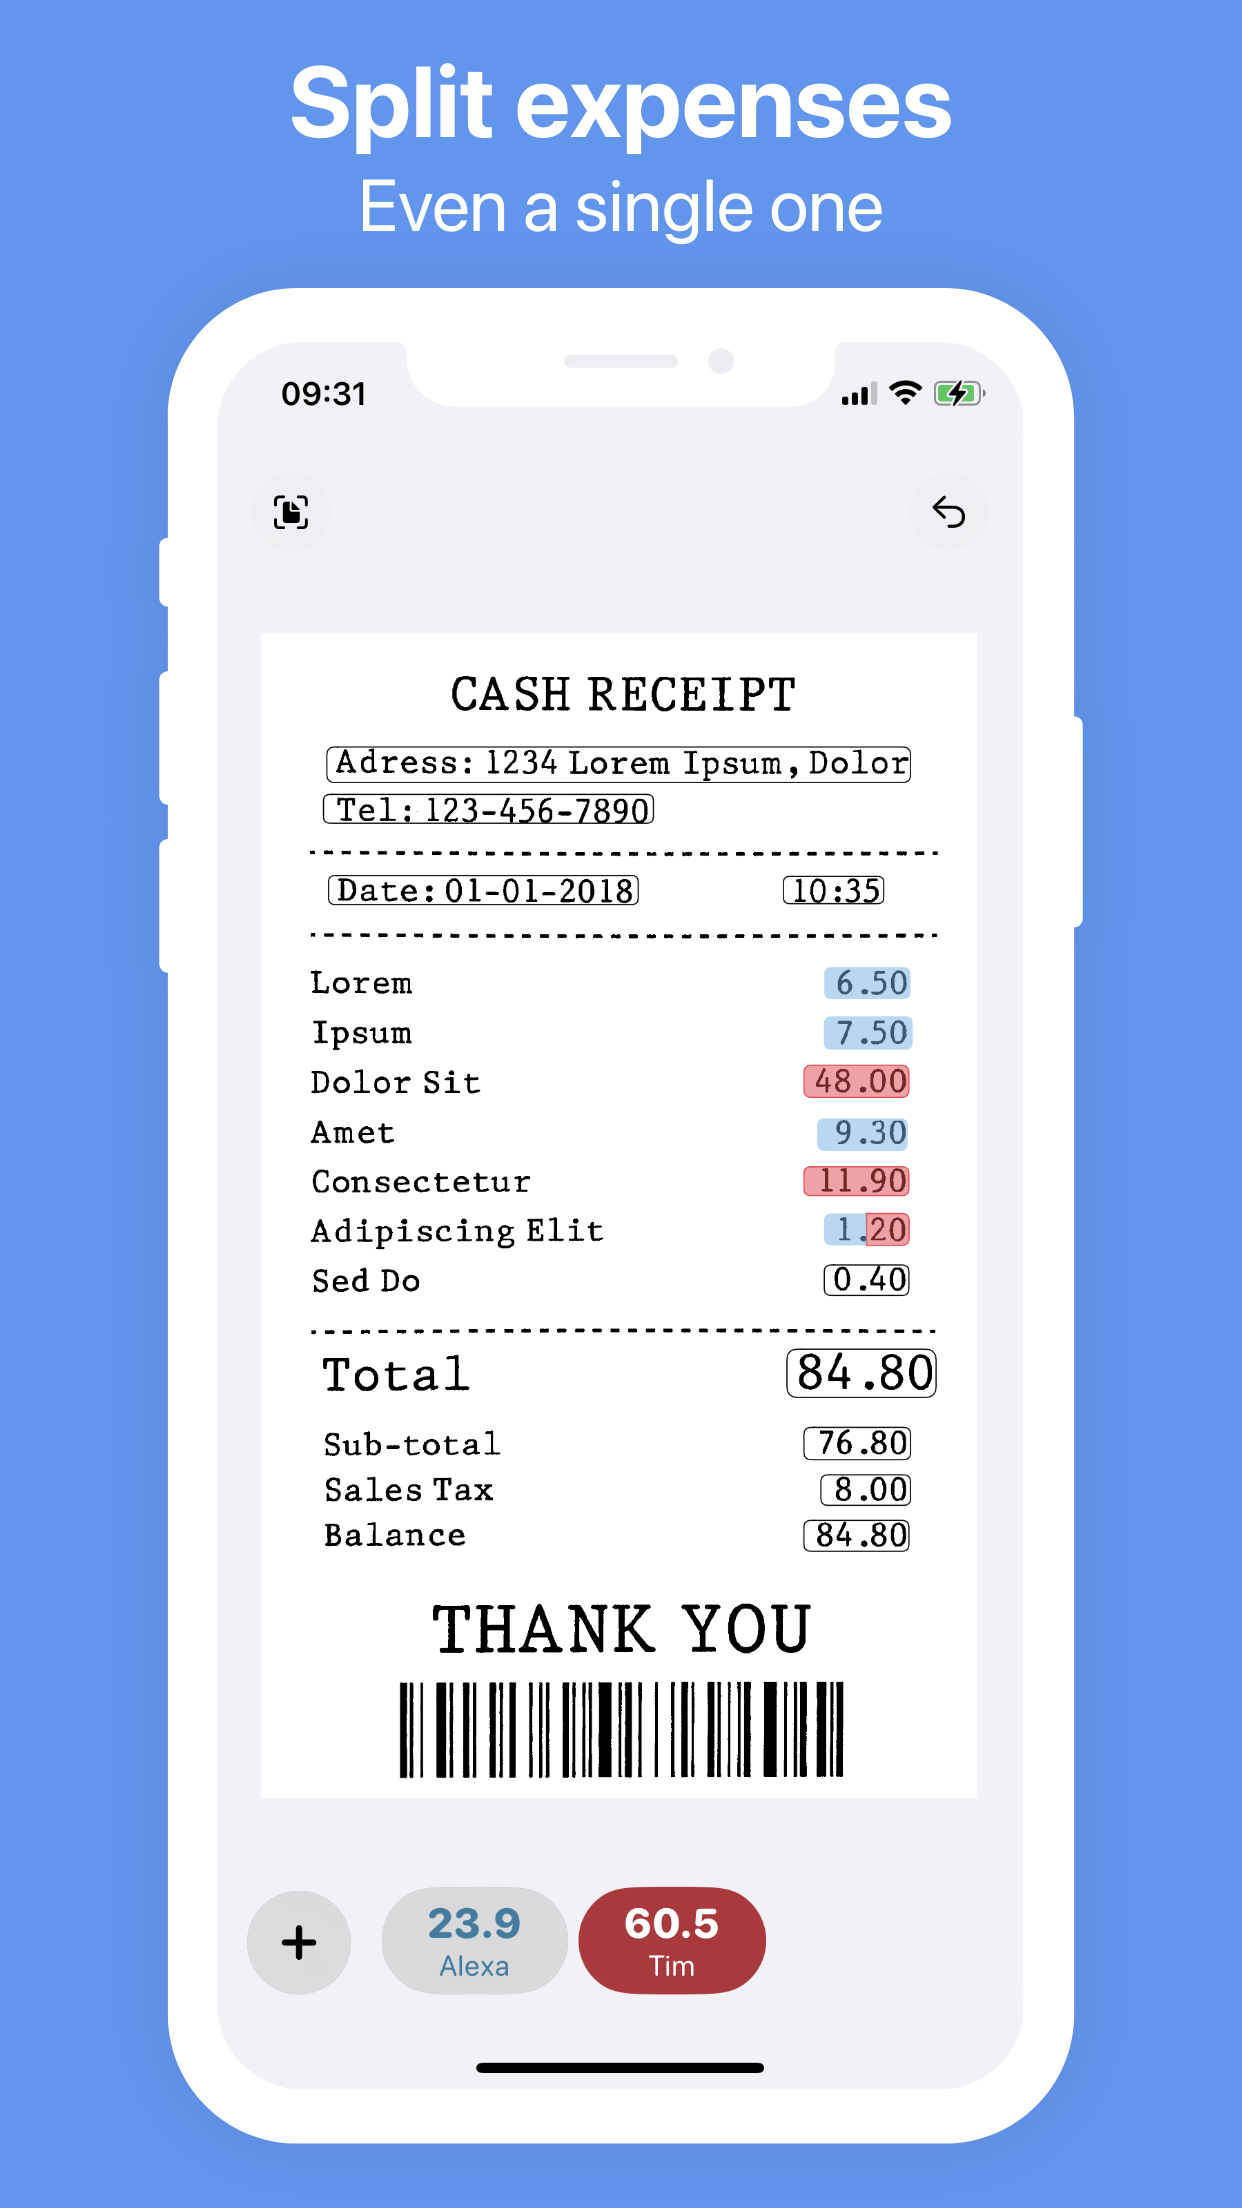 Split expenses
Even a single one
09:31
CASH RECEIPT
Adress: 1234 Lorem Ipsum, Dolor
Tel: 123-456-7890
Date: 01-01-2018 10:35
Lorem 6.50
Ipsum 7.50
Dolor Sit 48.00
Amet 9.30
Consectetur 11.90
Adipiscing Elit 1.20
Sed Do 0.40
Total 84.80
Sub-total 76.80
Sales Tax 8.00
Balance 84.80
THANK YOU
23.9 60.5
Alexa Tim